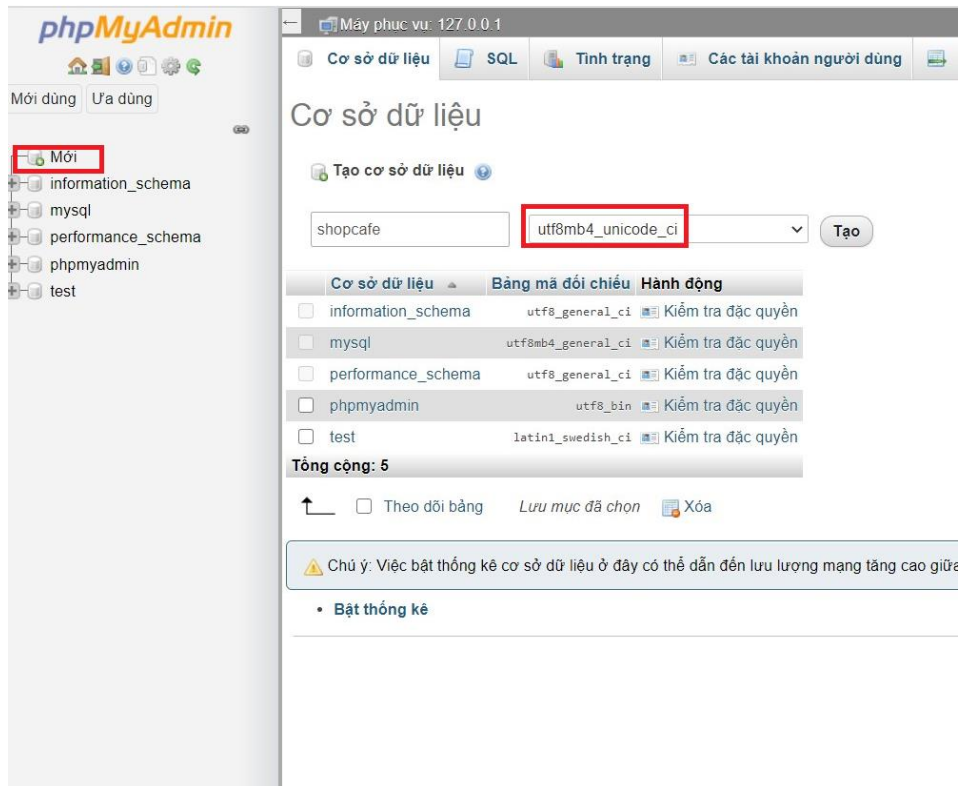 phpMyAdmin
Mới dùng Ưa dùng
Mới
information_schema
mysql
performance_schema
phpmyadmin
test
Máy phục vụ: 127.0.0.1
Cơ sở dữ liệu SQL Tình trạng Các tài khoản người dùng
Cơ sở dữ liệu
Tạo cơ sở dữ liệu
shopcafe utf8mb4_unicode_ci Tạo
Cơ sở dữ liệu Bảng mã đối chiếu Hành động
information_schema utf8_general_ci Kiểm tra đặc quyền
mysql utf8mb4_general_ci Kiểm tra đặc quyền
performance_schema utf8_general_ci Kiểm tra đặc quyền
phpmyadmin utf8_bin Kiểm tra đặc quyền
test latin1_swedish_ci Kiểm tra đặc quyền
Tổng cộng: 5
Theo dõi bảng Lưu mục đã chọn Xóa
Chú ý: Việc bật thống kê cơ sở dữ liệu ở đây có thể dẫn đến lưu lượng mạng tăng cao giữa
• Bật thống kê